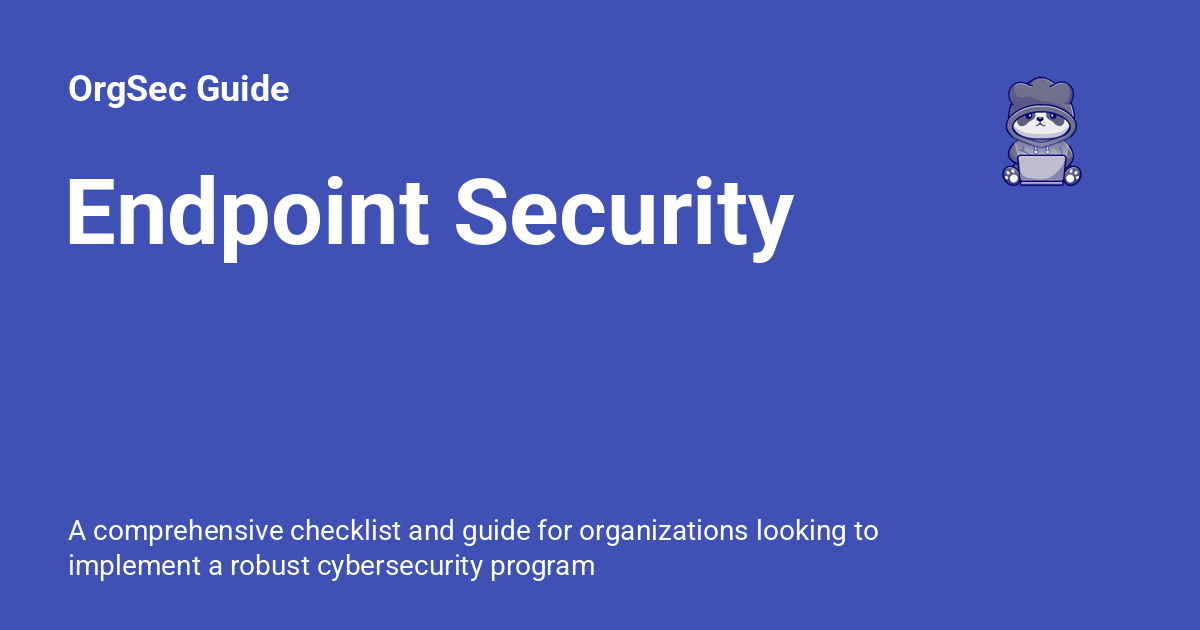 OrgSec Guide
Endpoint Security
A comprehensive checklist and guide for organizations looking to
implement a robust cybersecurity program